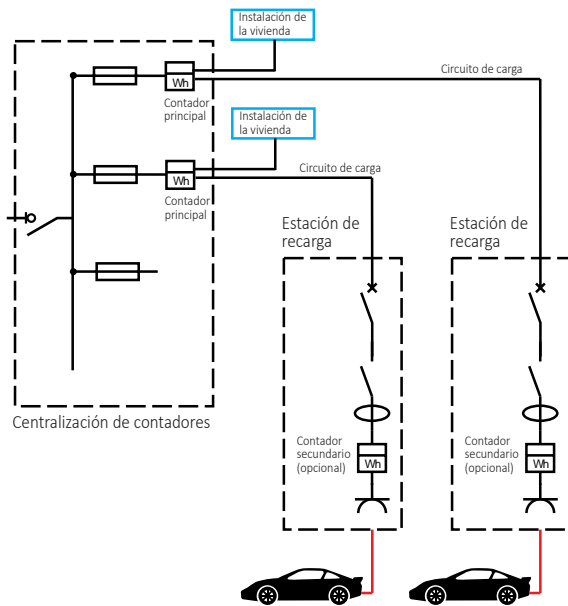 Instalación de
la vivienda
Circuito de carga
Wh
Contador
principal
Instalación de
la vivienda
Circuito de carga
Wh
Contador
principal
Estación de
recarga
Estación de
recarga
Centralización de contadores
Contador
secundario
(opcional)
Wh
Contador
secundario
(opcional)
Wh